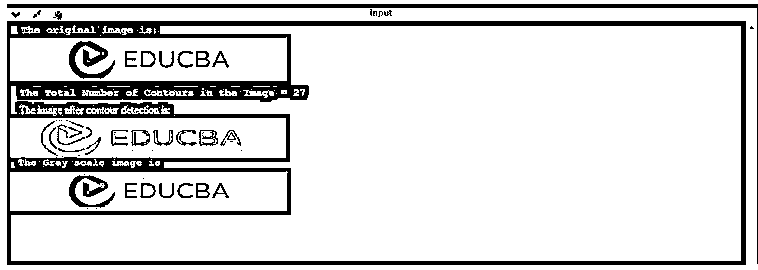 input
The original image is:
EDUCBA
The Total Number of Contours in the Image = 27
The image after contour detection is:
EDUCBA
The Gray scale image is
EDUCBA